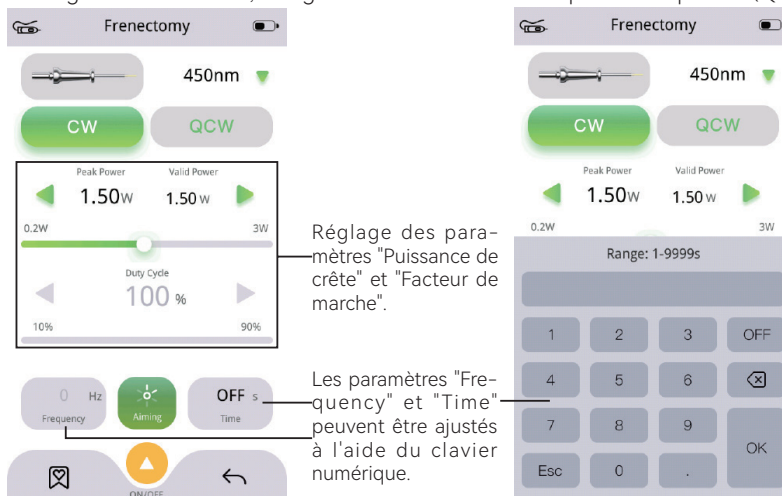 Frenectomy
450nm
CW QCW
Peak Power Valid Power
1.50W 1.50 W
0.2W 3W
Duty Cycle
100 %
10% 90%
0 Hz
Frequency
Aiming
OFF s
Time
ON/OFF
Réglage des para-
mètres "Puissance de
crête" et "Facteur de
marche".
Les paramètres "Fre-
quency" et "Time"
peuvent être ajustés
à l'aide du clavier
numérique.
Frenectomy
450nm
CW QCW
Peak Power Valid Power
1.50W 1.50 W
0.2W 3W
Range: 1-9999s
1 2 3 OFF
4 5 6
7 8 9
OK
Esc 0 .